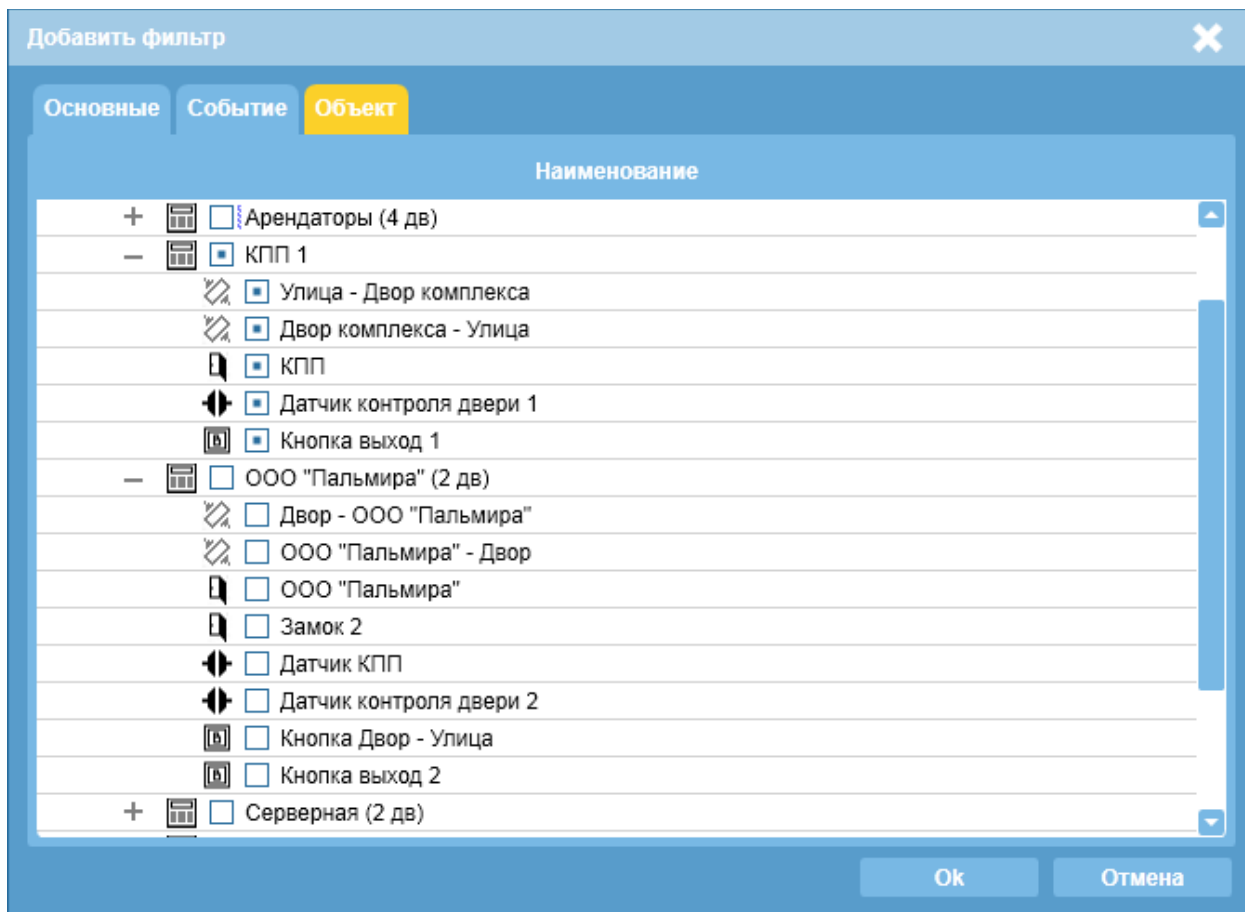 Добавить фильтр
Основные Событие Объект
Наименование
Арендаторы (4 дв)
КПП 1
Улица - Двор комплекса
Двор комплекса - Улица
КПП
Датчик контроля двери 1
Кнопка выход 1
ООО "Пальмира" (2 дв)
Двор - ООО "Пальмира"
ООО "Пальмира" - Двор
ООО "Пальмира"
Замок 2
Датчик КПП
Датчик контроля двери 2
Кнопка Двор - Улица
Кнопка выход 2
Серверная (2 дв)
Ok Отмена